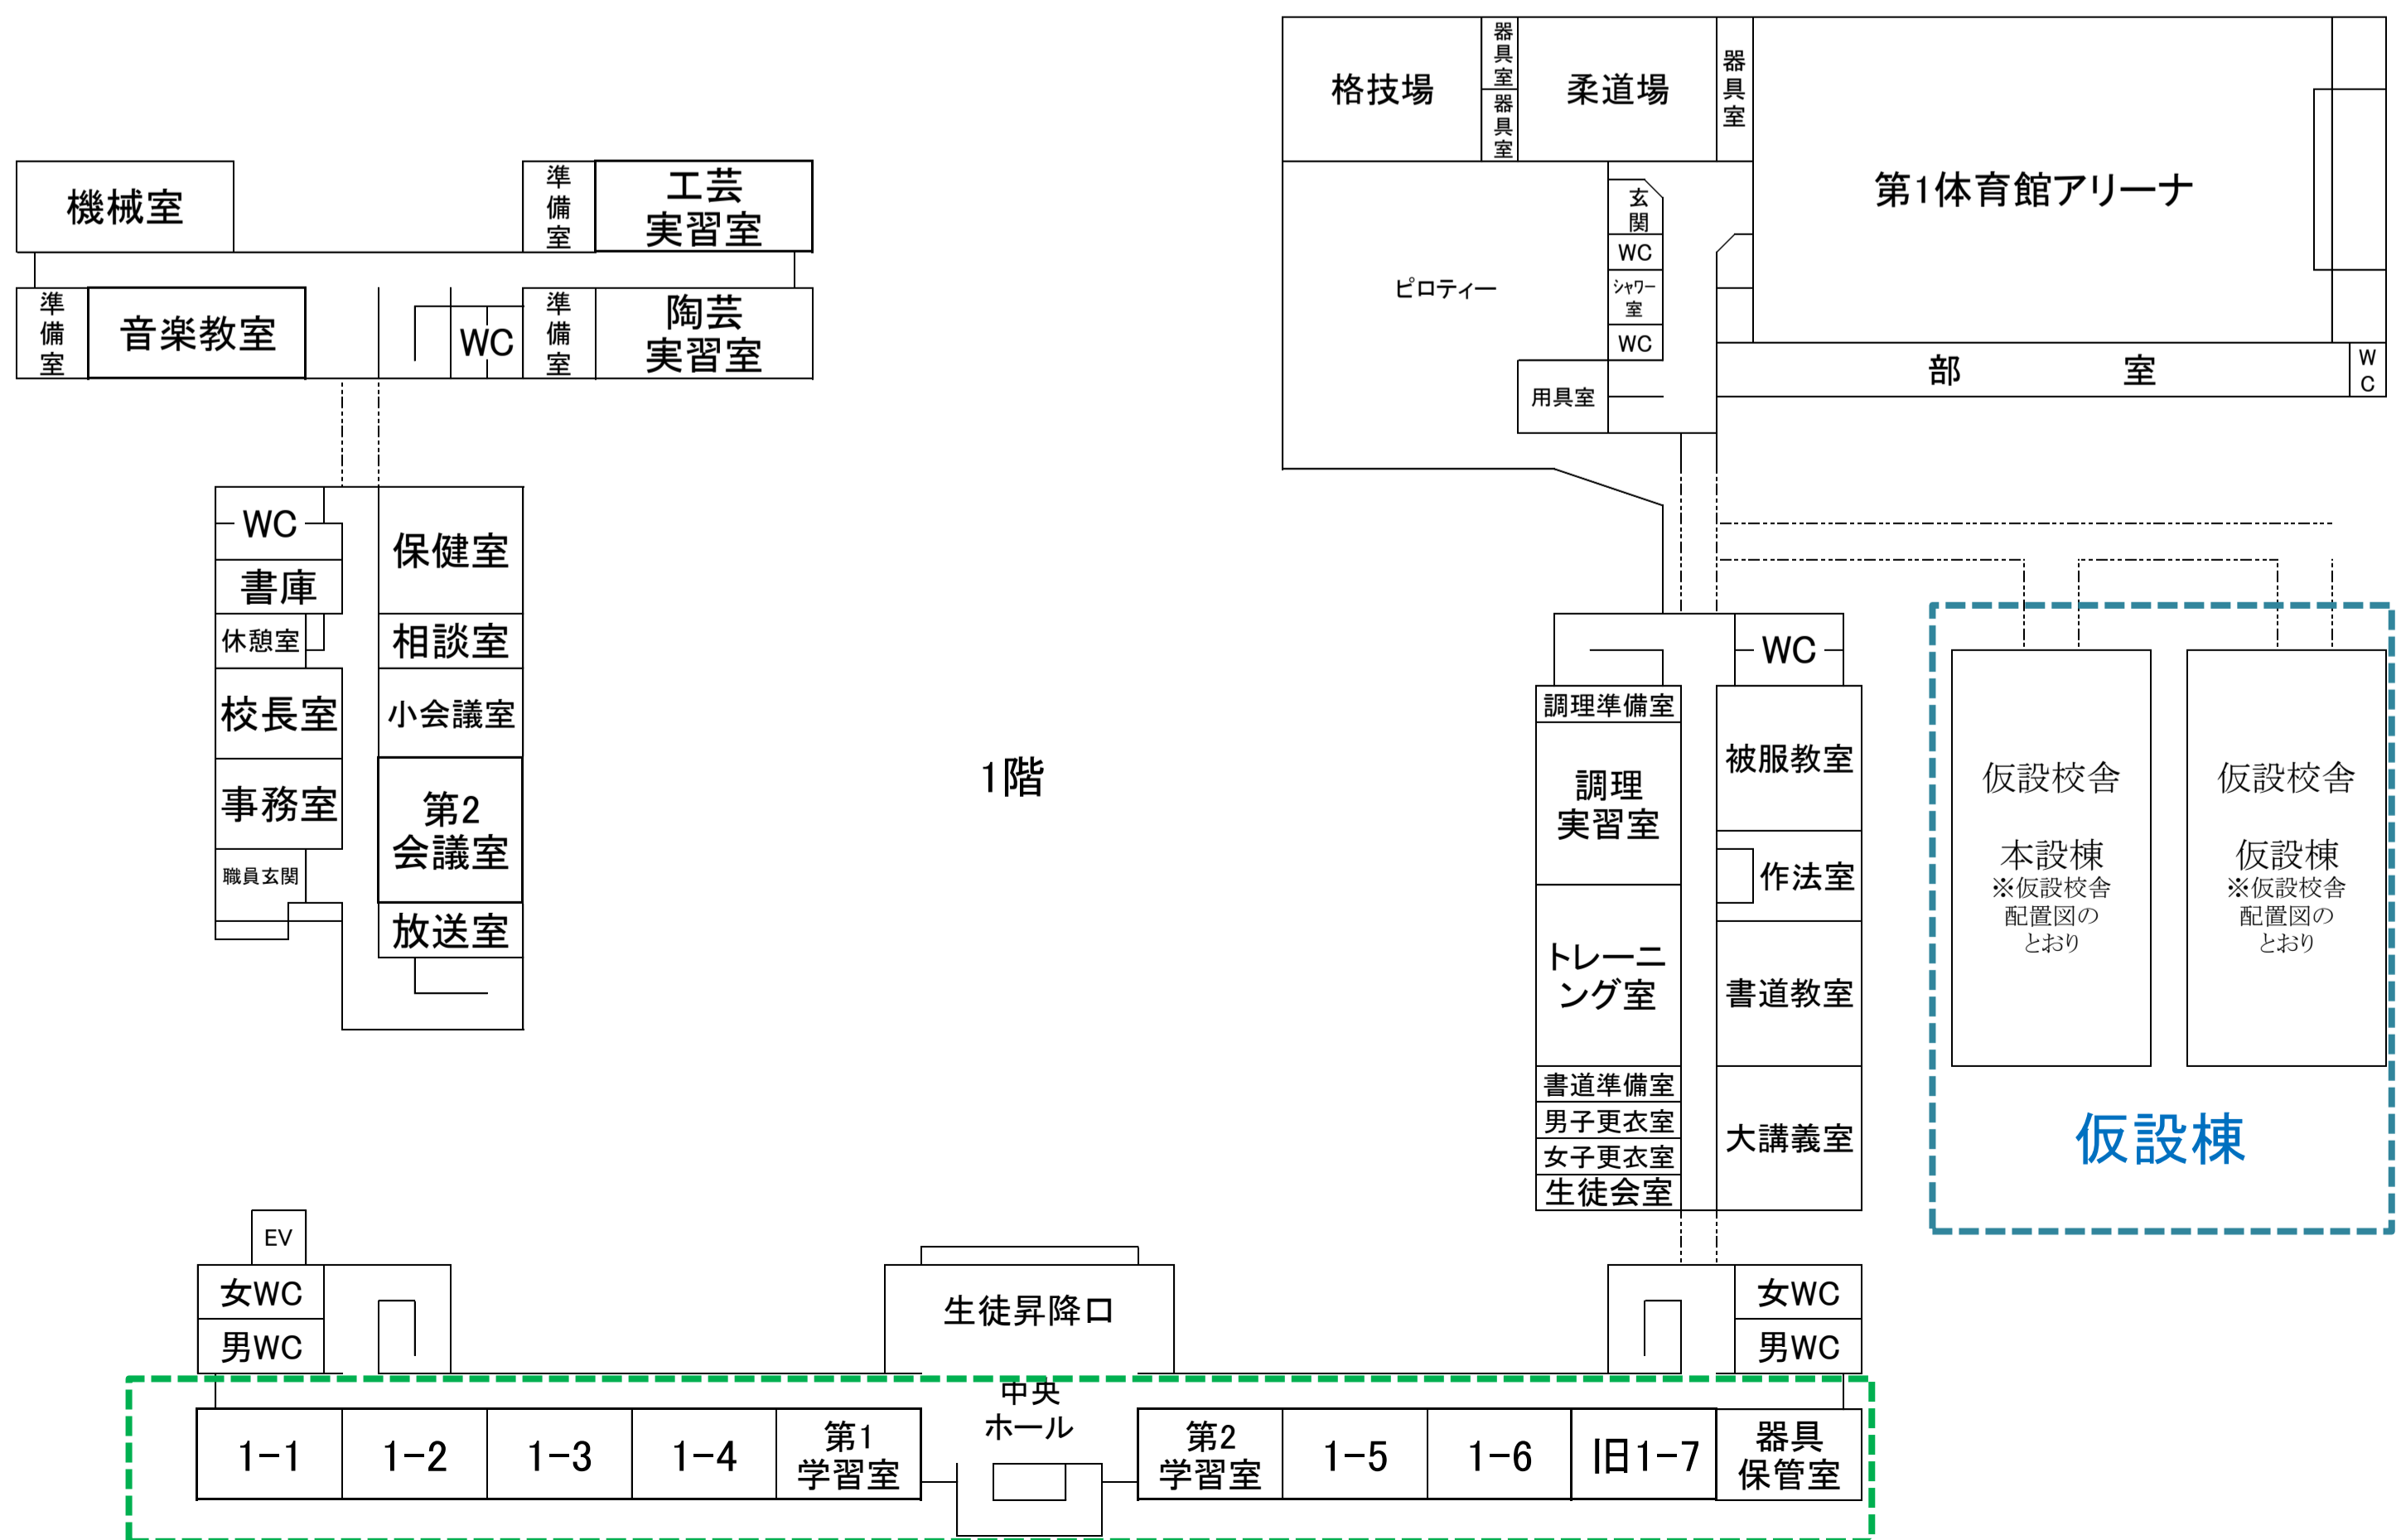 格技場
器具室
器具室
柔道場
器具室
第1体育館アリーナ
機械室
準備室
工芸
実習室
玄関
WC
シャワー
室
WC
ピロティー
準備室
音楽教室
WC
準備室
陶芸
実習室
用具室
部 室
WC
WC
書庫
休憩室
校長室
事務室
職員玄関
保健室
相談室
小会議室
第2
会議室
放送室
1階
WC
調理準備室
調理
実習室
トレーニ
ング室
書道準備室
男子更衣室
女子更衣室
生徒会室
被服教室
作法室
書道教室
大講義室
仮設校舎
本設棟
※仮設校舎
配置図の
とおり
仮設校舎
仮設棟
※仮設校舎
配置図の
とおり
仮設棟
EV
女WC
男WC
生徒昇降口
女WC
男WC
中央
ホール
1-1
1-2
1-3
1-4
第1
学習室
第2
学習室
1-5
1-6
旧1-7
器具
保管室